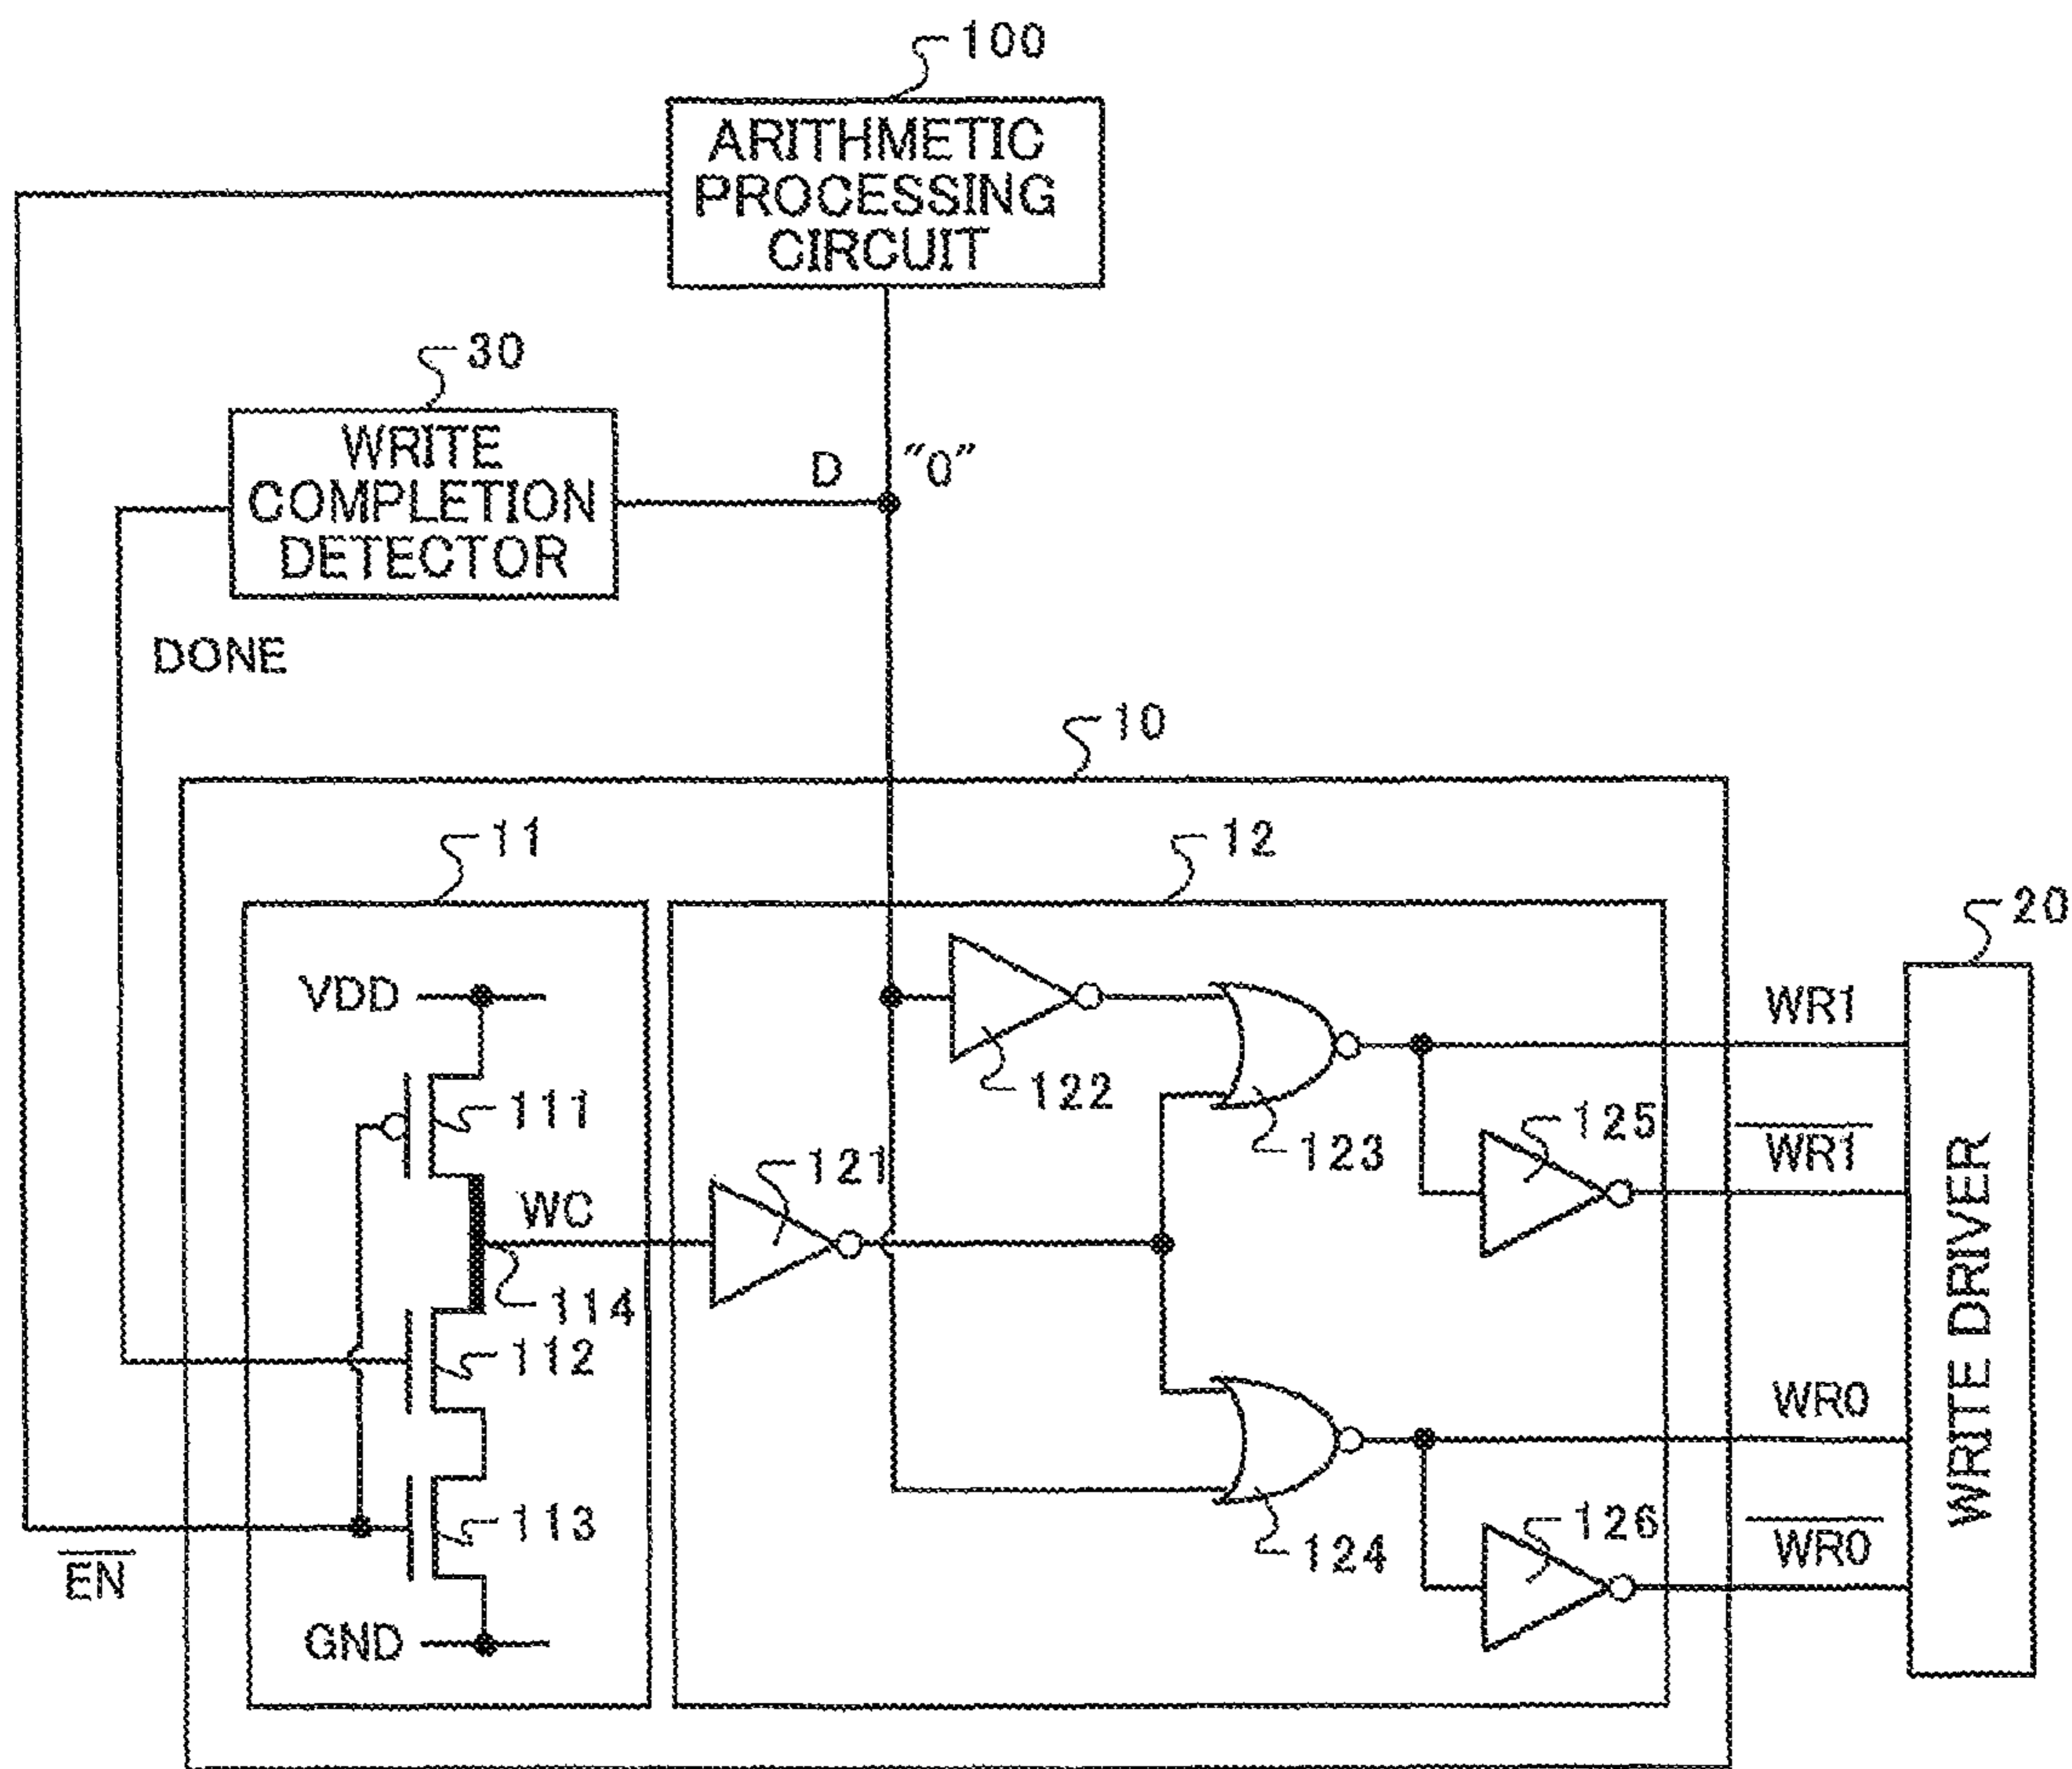 100
ARITHMETIC
PROCESSING
CIRCUIT
30
WRITE
COMPLETION
DETECTOR
D
"0"
DONE
10
11
12
20
VDD
WR1
111
122
123
125
WR1
121
WC
114
112
WRITE DRIVER
WR0
113
124
126
WR0
EN
GND